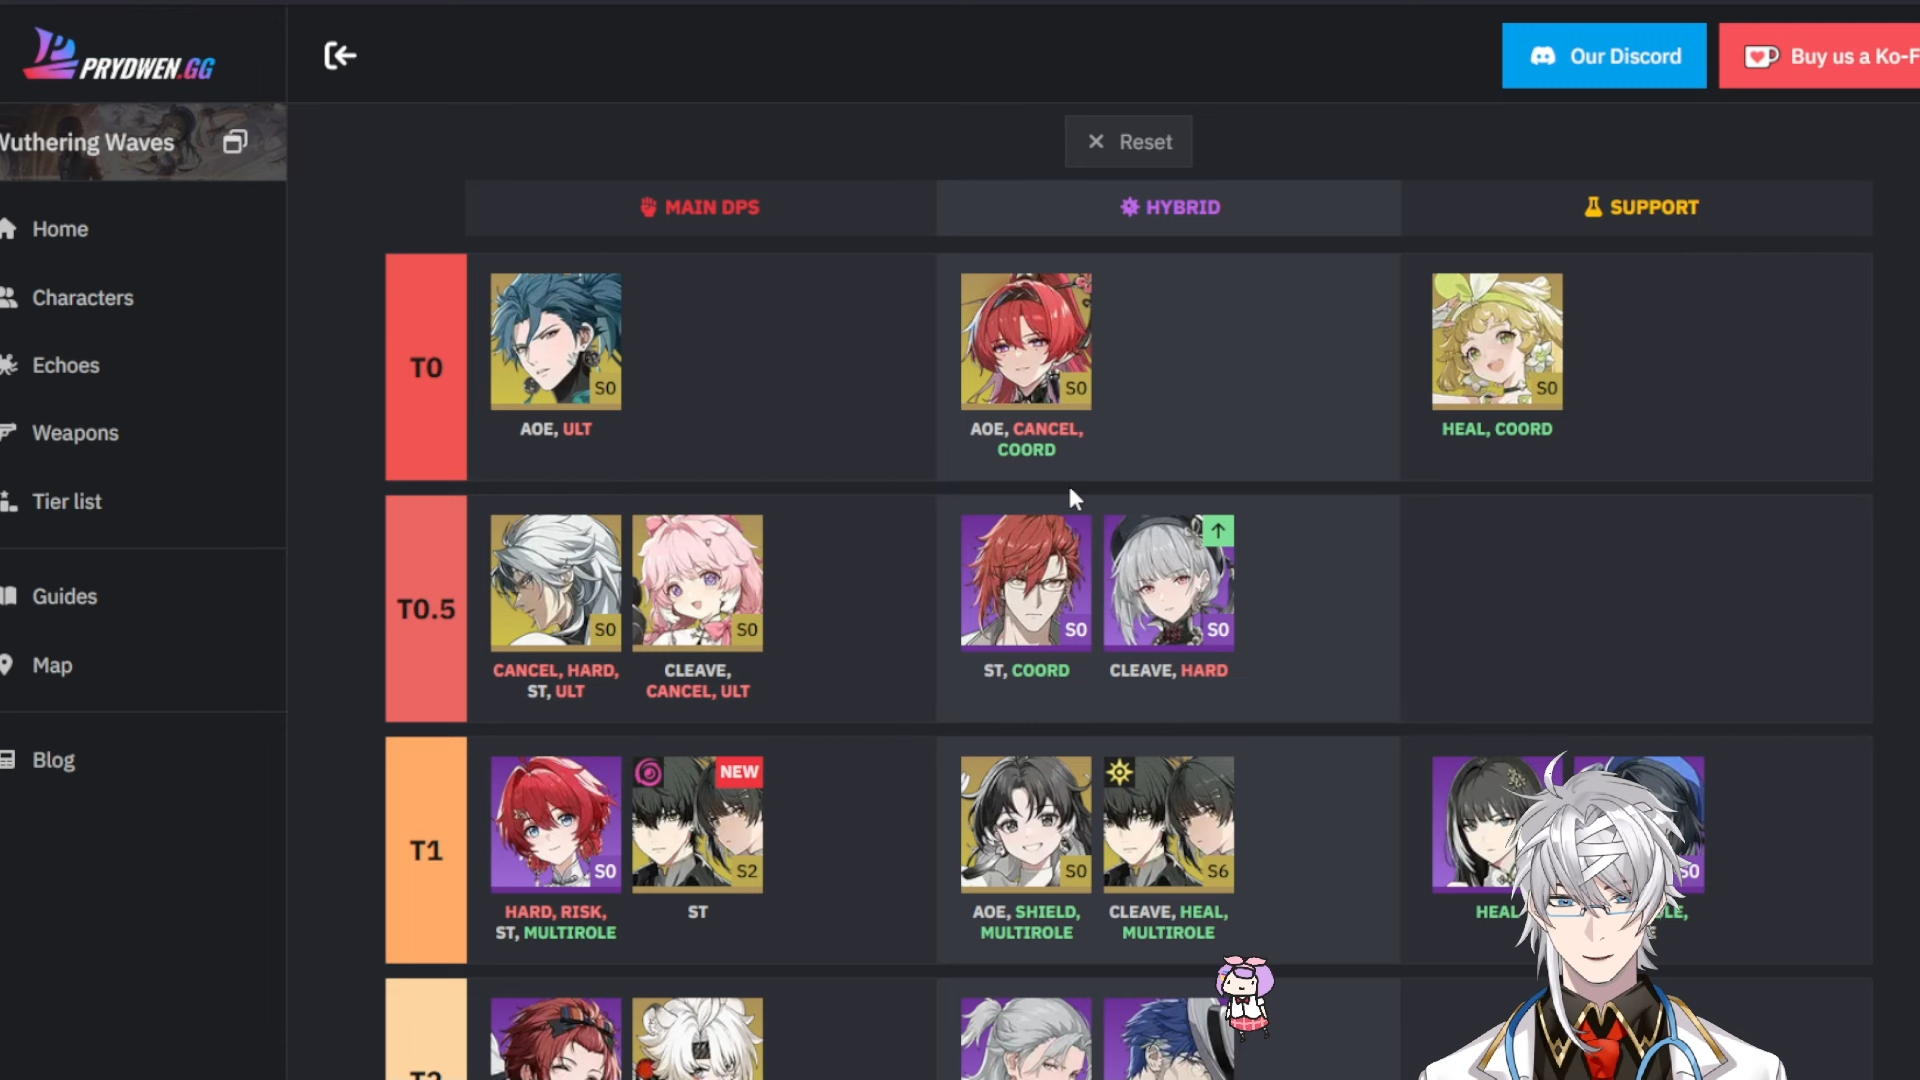 PRYDWEN.GG
Our Discord
Buy us a Ko-F
Wuthering Waves
Reset
MAIN DPS
HYBRID
SUPPORT
Home
Characters
Echoes
Weapons
Tier list
Guides
Map
Blog
T0
S0
AOE, ULT
S0
AOE, CANCEL,
COORD
S0
HEAL, COORD
T0.5
S0
CANCEL, HARD,
ST, ULT
S0
CLEAVE,
CANCEL, ULT
S0
ST, COORD
S0
CLEAVE, HARD
T1
S0
HARD, RISK,
ST, MULTIROLE
NEW
S2
ST
S0
AOE, SHIELD,
MULTIROLE
S6
CLEAVE, HEAL,
MULTIROLE
HEAL
S0